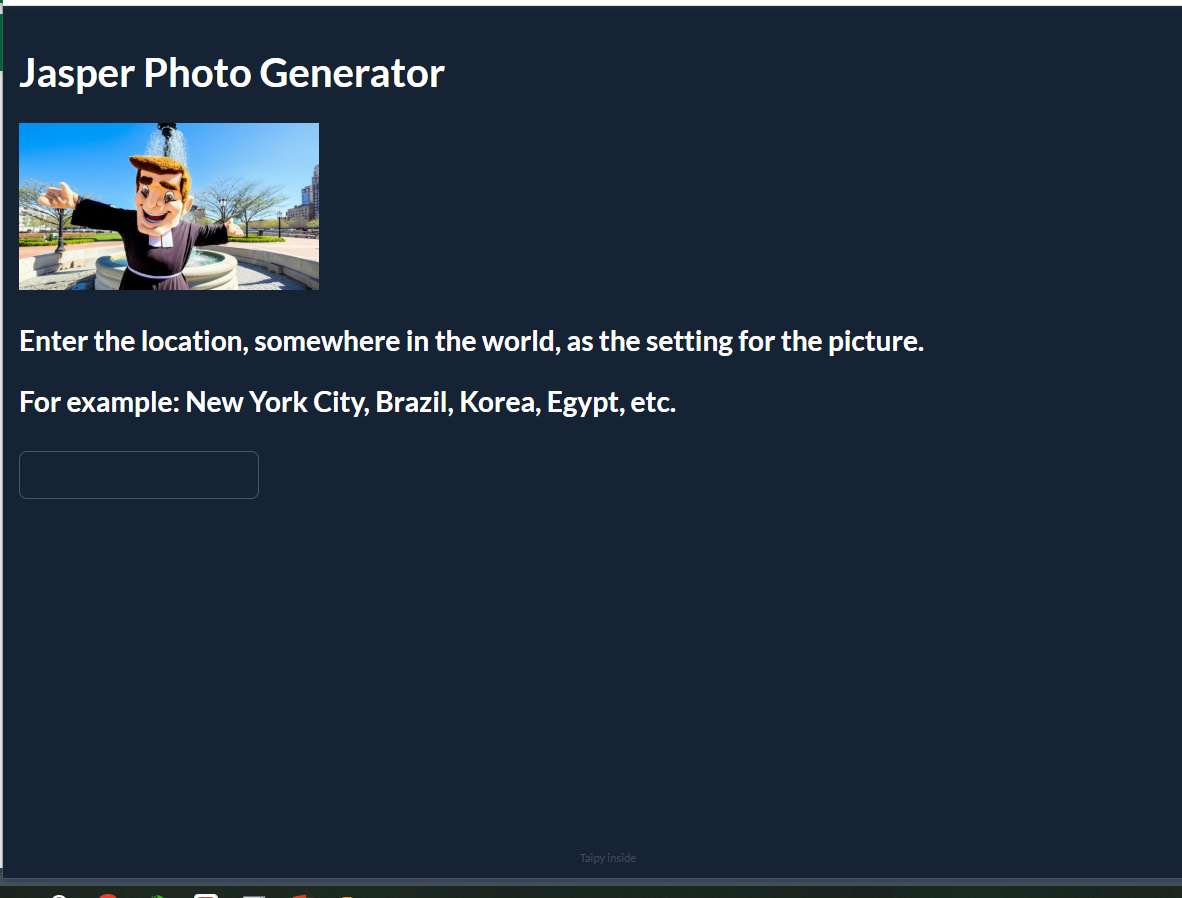 Jasper Photo Generator
Enter the location, somewhere in the world, as the setting for the picture.
For example: New York City, Brazil, Korea, Egypt, etc.
Taipy inside